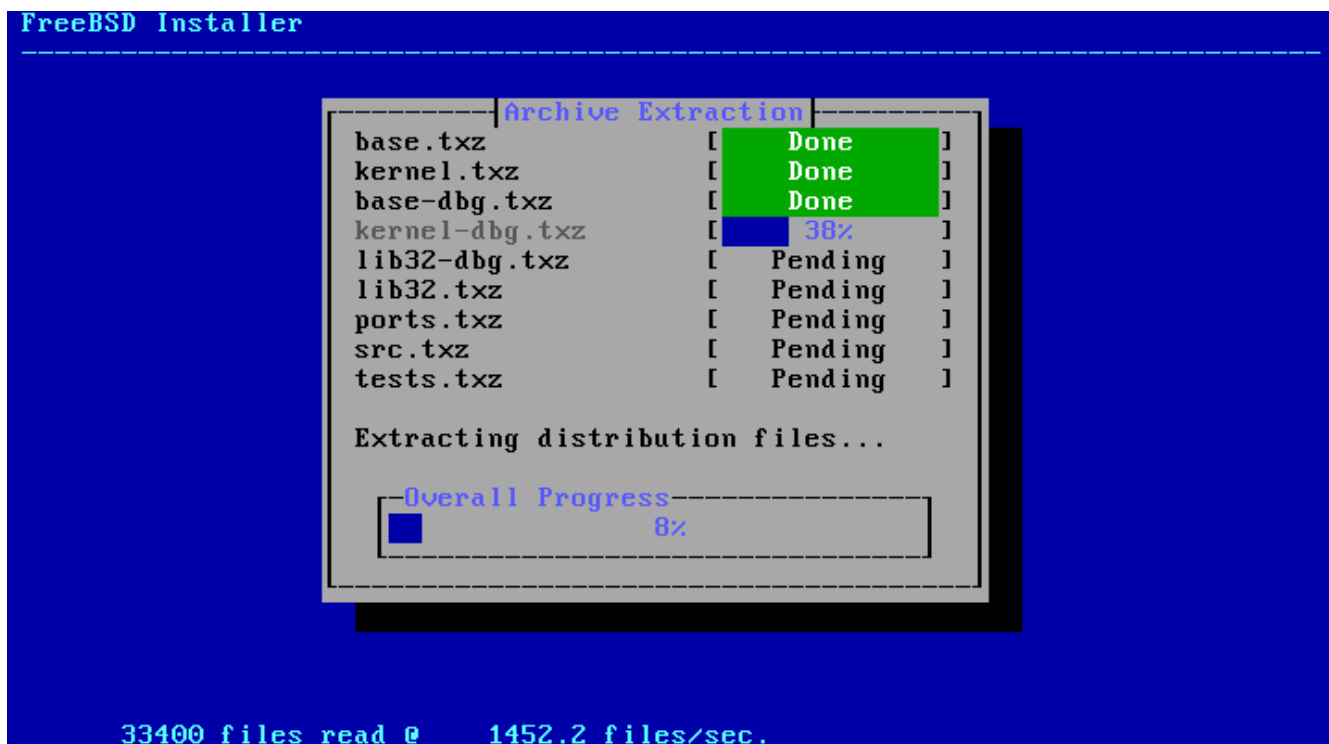 FreeBSD Installer
Archive Extraction
base.txz [ Done ]
kernel.txz [ Done ]
base-dbg.txz [ Done ]
kernel-dbg.txz [ 38% ]
lib32-dbg.txz [ Pending ]
lib32.txz [ Pending ]
ports.txz [ Pending ]
src.txz [ Pending ]
tests.txz [ Pending ]
Extracting distribution files...
Overall Progress
8%
33400 files read @ 1452.2 files/sec.